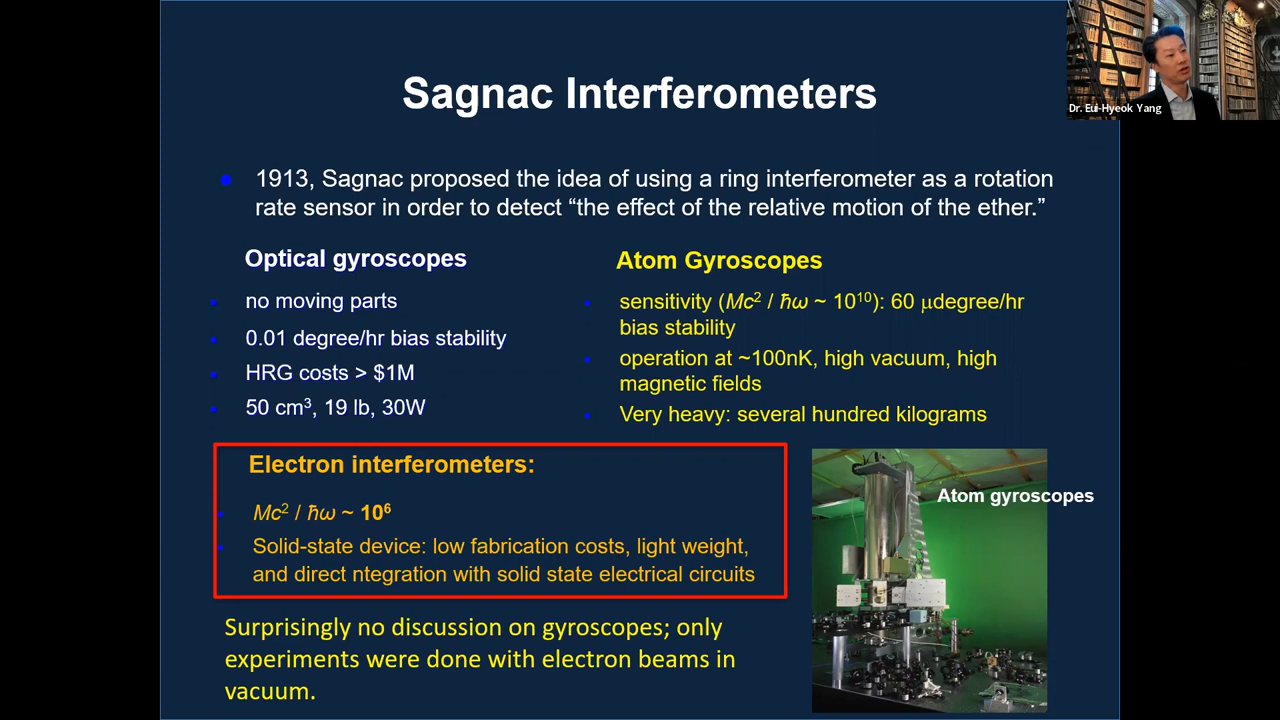 Sagnac Interferometers
Dr. Eui-Hyeok Yang
1913, Sagnac proposed the idea of using a ring interferometer as a rotation
rate sensor in order to detect “the effect of the relative motion of the ether.”
Optical gyroscopes
no moving parts
0.01 degree/hr bias stability
HRG costs > $1M
50 cm³, 19 lb, 30W
Atom Gyroscopes
sensitivity (Mc² / ℏω ~ 10¹⁰): 60 μdegree/hr
bias stability
operation at ~100nK, high vacuum, high
magnetic fields
Very heavy: several hundred kilograms
Electron interferometers:
Mc² / ℏω ~ 10⁶
Solid-state device: low fabrication costs, light weight,
and direct ntegration with solid state electrical circuits
Atom gyroscopes
Surprisingly no discussion on gyroscopes; only
experiments were done with electron beams in
vacuum.